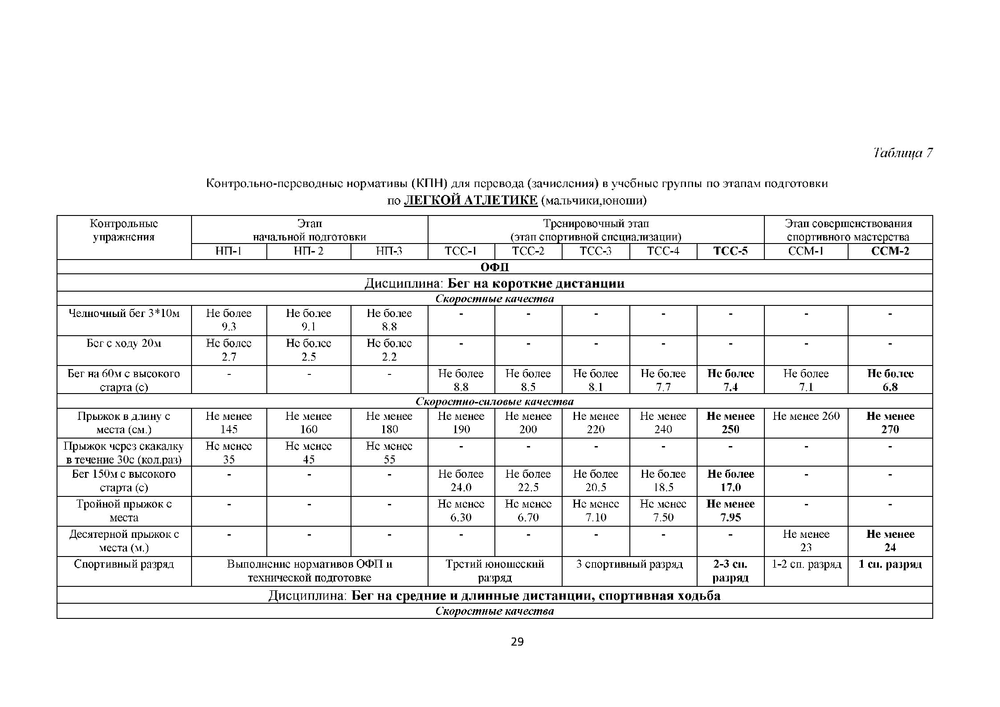 Таблица 7
Контрольно-переводные нормативы (КПН) для перевода (зачисления) в учебные группы по этапам подготовки
по ЛЕГКОЙ АТЛЕТИКЕ (мальчики,юноши)
Контрольные упражнения Этап начальной подготовки Тренировочный этап (этап спортивной специализации) Этап совершенствования спортивного мастерства
НП-1 НП- 2 НП-3 ТСС-1 ТСС-2 ТСС-3 ТСС-4 ТСС-5 ССМ-1 ССМ-2
ОФП
Дисциплина: Бег на короткие дистанции
Скоростные качества
Челночный бег 3*10м Не более Не более Не более - - - - - - -
9.3 9.1 8.8
Бег с ходу 20м Не более Не более Не более - - - - - - -
2.7 2.5 2.2
Бег на 60м с высокого - - - Не более Не более Не более Не более Не более Не более Не более
старта (с) 8.8 8.5 8.1 7.7 7.4 7.1 6.8
Скоростно-силовые качества
Прыжок в длину с Не менее Не менее Не менее Не менее Не менее Не менее Не менее Не менее Не менее 260 Не менее
места (см.) 145 160 180 190 200 220 240 250 270
Прыжок через скакалку Не менее Не менее Не менее - - - - - - -
в течение 30с (кол.раз) 35 45 55
Бег 150м с высокого - - - Не более Не более Не более Не более Не более - -
старта (с) 24.0 22.5 20.5 18.5 17.0
Тройной прыжок с - - - Не менее Не менее Не менее Не менее Не менее - -
места 6.30 6.70 7.10 7.50 7.95
Десятерной прыжок с - - - - - - - - Не менее Не менее
места (м.) 23 24
Спортивный разряд Выполнение нормативов ОФП и Третий юношеский 3 спортивный разряд 2-3 сп. 1-2 сп. разряд 1 сп. разряд
технической подготовке разряд разряд
Дисциплина: Бег на средние и длинные дистанции, спортивная ходьба
Скоростные качества
29